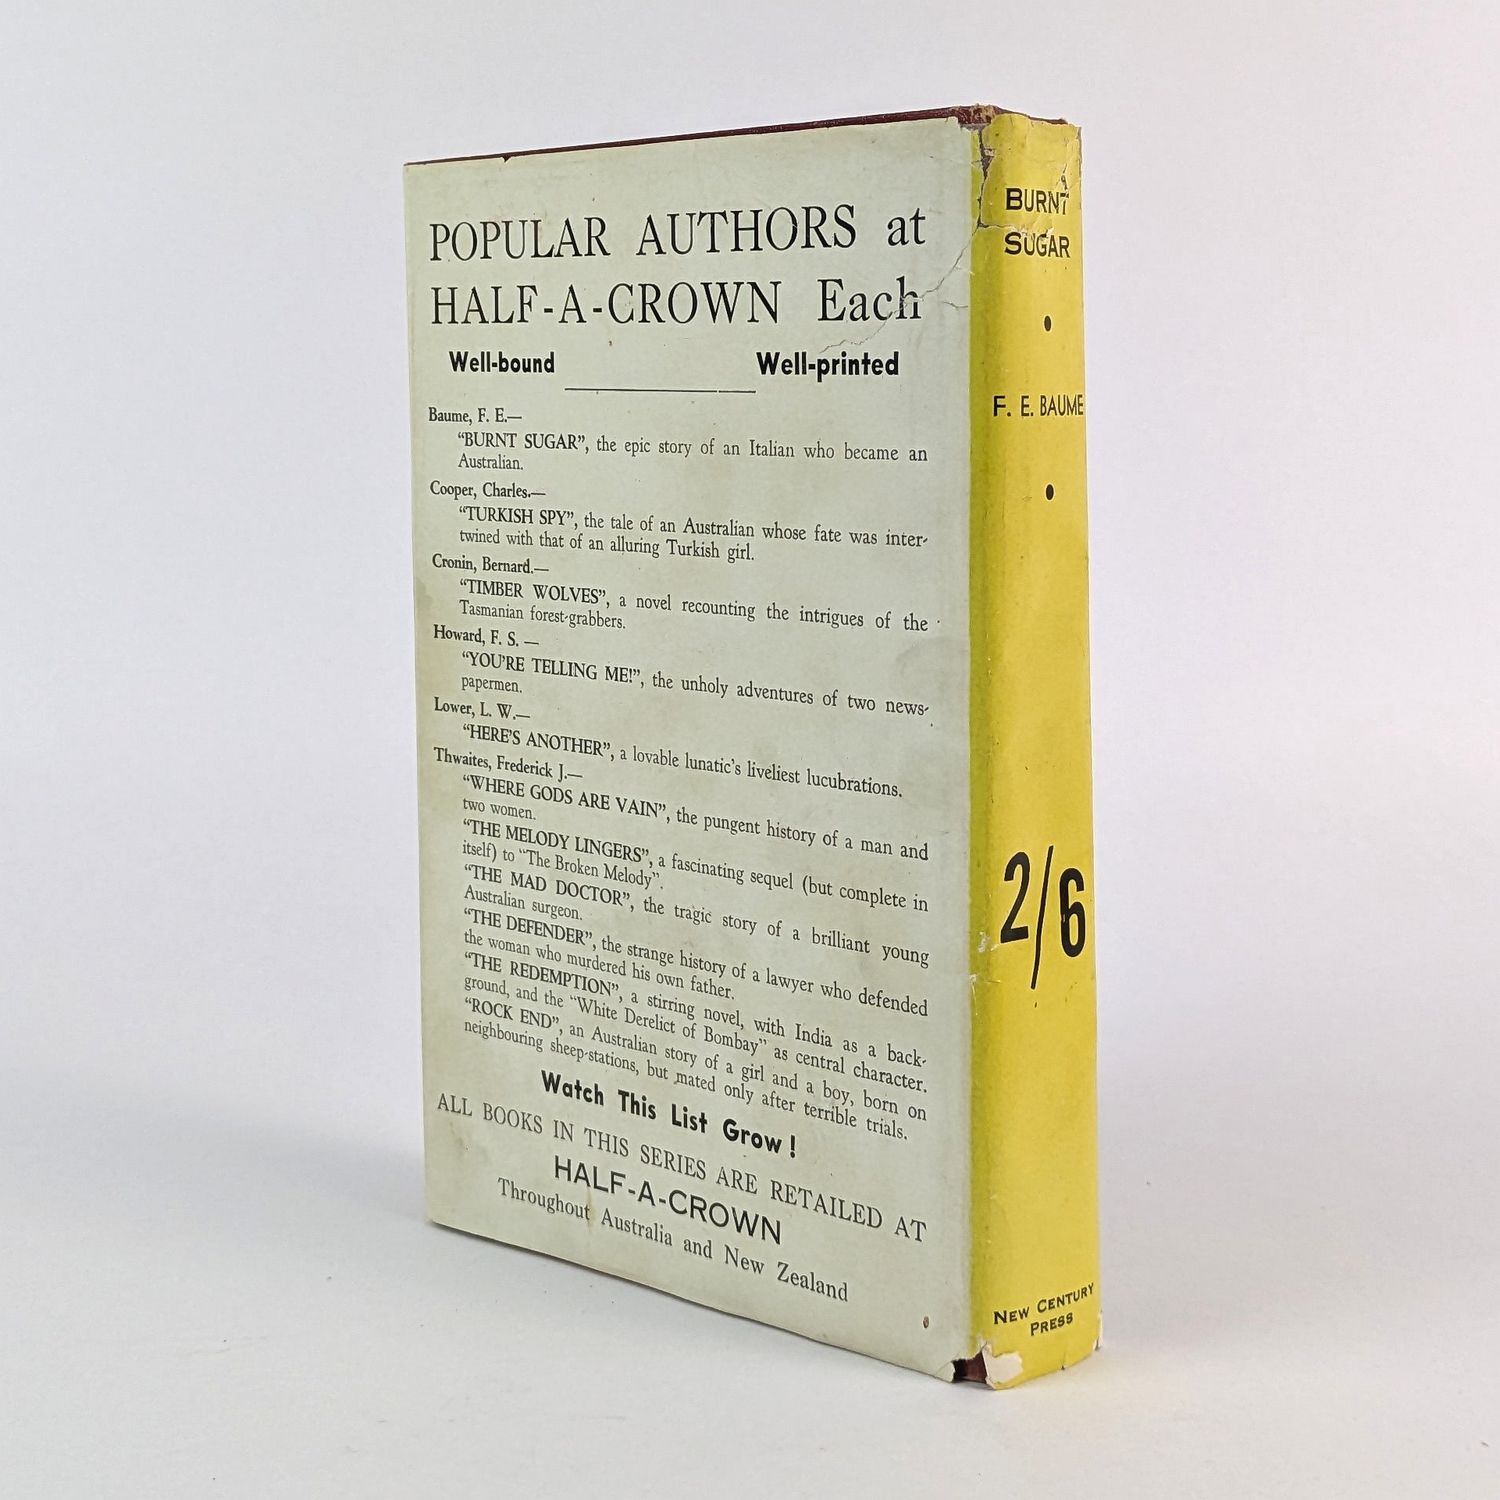 POPULAR AUTHORS at
HALF-A-CROWN Each
Well-bound Well-printed
Baume, F. E.—
"BURNT SUGAR", the epic story of an Italian who became an
Australian.
Cooper, Charles.—
"TURKISH SPY", the tale of an Australian whose fate was inter-
twined with that of an alluring Turkish girl.
Cronin, Bernard.—
"TIMBER WOLVES", a novel recounting the intrigues of the
Tasmanian forest-grabbers.
Howard, F. S. —
"YOU'RE TELLING ME!", the unholy adventures of two news-
papermen.
Lower, L. W.—
"HERE'S ANOTHER", a lovable lunatic's liveliest lucubrations.
Thwaites, Frederick J.—
"WHERE GODS ARE VAIN", the pungent history of a man and
two women.
"THE MELODY LINGERS", a fascinating sequel (but complete in
itself) to "The Broken Melody".
"THE MAD DOCTOR", the tragic story of a brilliant young
Australian surgeon.
"THE DEFENDER", the strange history of a lawyer who defended
the woman who murdered his own father.
"THE REDEMPTION", a stirring novel, with India as a back-
ground, and the "White Derelict of Bombay" as central character.
"ROCK END", an Australian story of a girl and a boy, born on
neighbouring sheep-stations, but mated only after terrible trials.
Watch This List Grow!
ALL BOOKS IN THIS SERIES ARE RETAILED AT
HALF-A-CROWN
Throughout Australia and New Zealand
BURNT
SUGAR
•
F. E. BAUME
•
2/6
NEW CENTURY
PRESS